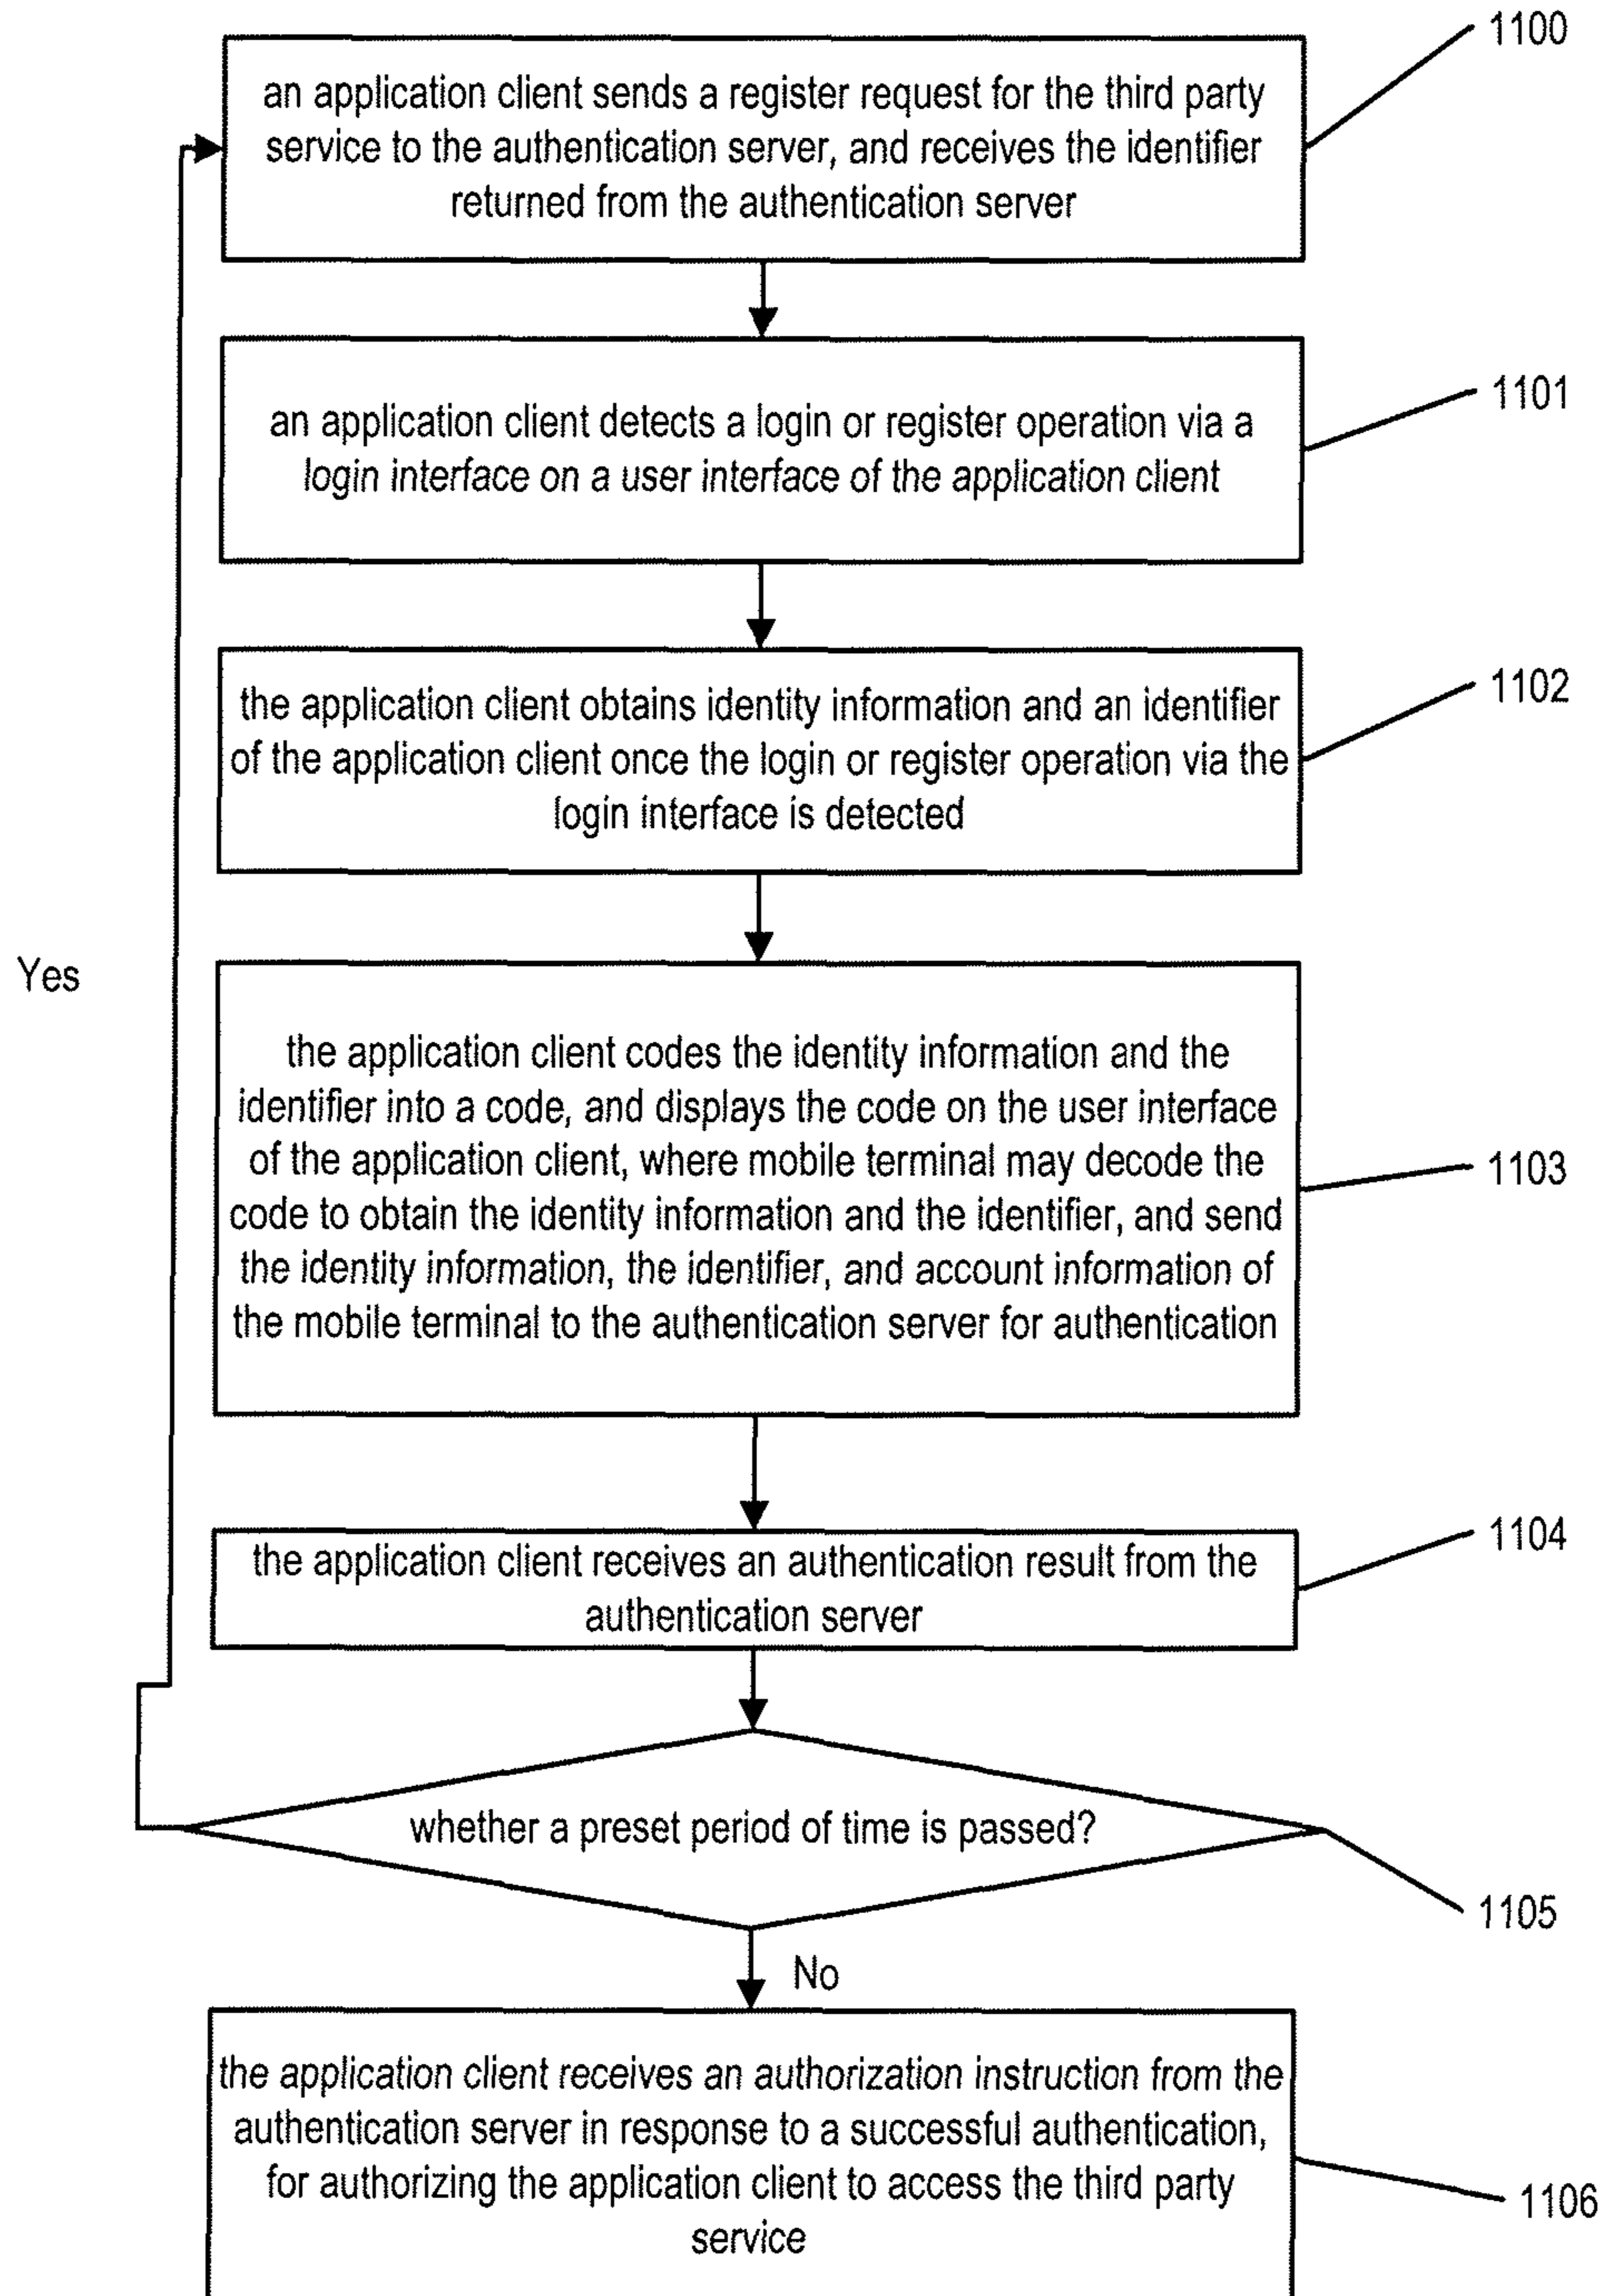 1100
an application client sends a register request for the third party
service to the authentication server, and receives the identifier
returned from the authentication server
1101
an application client detects a login or register operation via a
login interface on a user interface of the application client
1102
the application client obtains identity information and an identifier
of the application client once the login or register operation via the
login interface is detected
Yes
the application client codes the identity information and the
identifier into a code, and displays the code on the user interface
of the application client, where mobile terminal may decode the
code to obtain the identity information and the identifier, and send
the identity information, the identifier, and account information of
the mobile terminal to the authentication server for authentication
1103
1104
the application client receives an authentication result from the
authentication server
whether a preset period of time is passed?
1105
No
the application client receives an authorization instruction from the
authentication server in response to a successful authentication,
for authorizing the application client to access the third party
service
1106